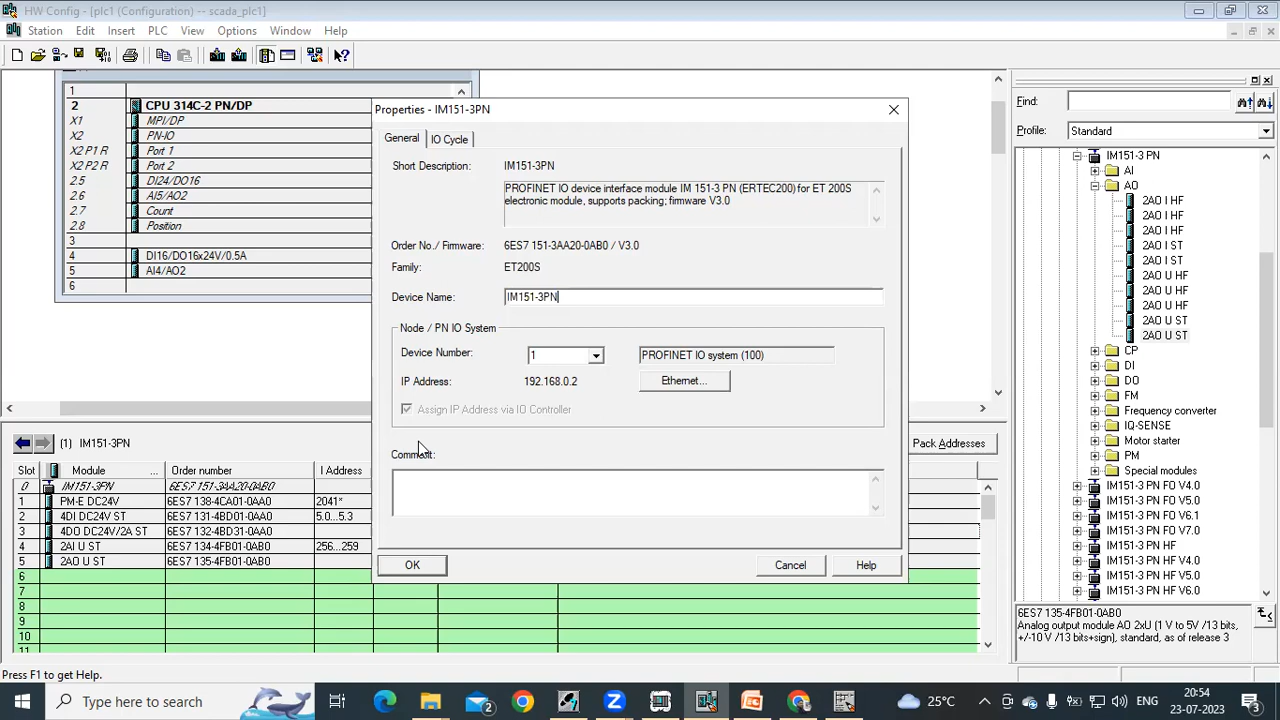 HW Config - [plc1 (Configuration) -- scada_plc1]
Station Edit Insert PLC View Options Window Help
1
2 CPU 314C-2 PN/DP
X1 MPI/DP
X2 PN-IO
X2 P1 R Port 1
X2 P2 R Port 2
2.5 DI24/DO16
2.6 AI5/AO2
2.7 Count
2.8 Position
3
4 DI16/DO16x24V/0.5A
5 AI4/AO2
6
Properties - IM151-3PN
General IO Cycle
Short Description: IM151-3PN
PROFINET IO device interface module IM 151-3 PN (ERTEC200) for ET 200S
electronic module, supports packing; firmware V3.0
Order No./ Firmware: 6ES7 151-3AA20-0AB0 / V3.0
Family: ET200S
Device Name: IM151-3PN
Node / PN IO System
Device Number: 1 PROFINET IO system (100)
IP Address: 192.168.0.2 Ethernet...
Assign IP Address via IO Controller
Comment:
OK Cancel Help
Find:
Profile: Standard
IM151-3 PN
AI
AO
2AO I HF
2AO I HF
2AO I HF
2AO I ST
2AO I ST
2AO U HF
2AO U HF
2AO U HF
2AO U ST
2AO U ST
CP
DI
DO
FM
Frequency converter
IQ-SENSE
Motor starter
PM
Special modules
IM151-3 PN FO V4.0
IM151-3 PN FO V5.0
IM151-3 PN FO V6.1
IM151-3 PN FO V7.0
IM151-3 PN HF
IM151-3 PN HF V4.0
IM151-3 PN HF V5.0
IM151-3 PN HF V6.0
6ES7 135-4FB01-0AB0
Analog output module AO 2xU (1 V to 5V /13 bits,
+/-10 V /13 bits+sign), standard, as of release 3
(1) IM151-3PN Pack Addresses
Slot Module ... Order number I Address
0 IM151-3PN 6ES7 151-3AA20-0AB0
1 PM-E DC24V 6ES7 138-4CA01-0AA0 2041*
2 4DI DC24V ST 6ES7 131-4BD01-0AA0 5.0...5.3
3 4DO DC24V/2A ST 6ES7 132-4BD31-0AA0
4 2AI U ST 6ES7 134-4FB01-0AB0 256...259
5 2AO U ST 6ES7 135-4FB01-0AB0
6
7
8
9
10
11
Press F1 to get Help.
Type here to search
2
25°C
ENG
20:54
23-07-2023